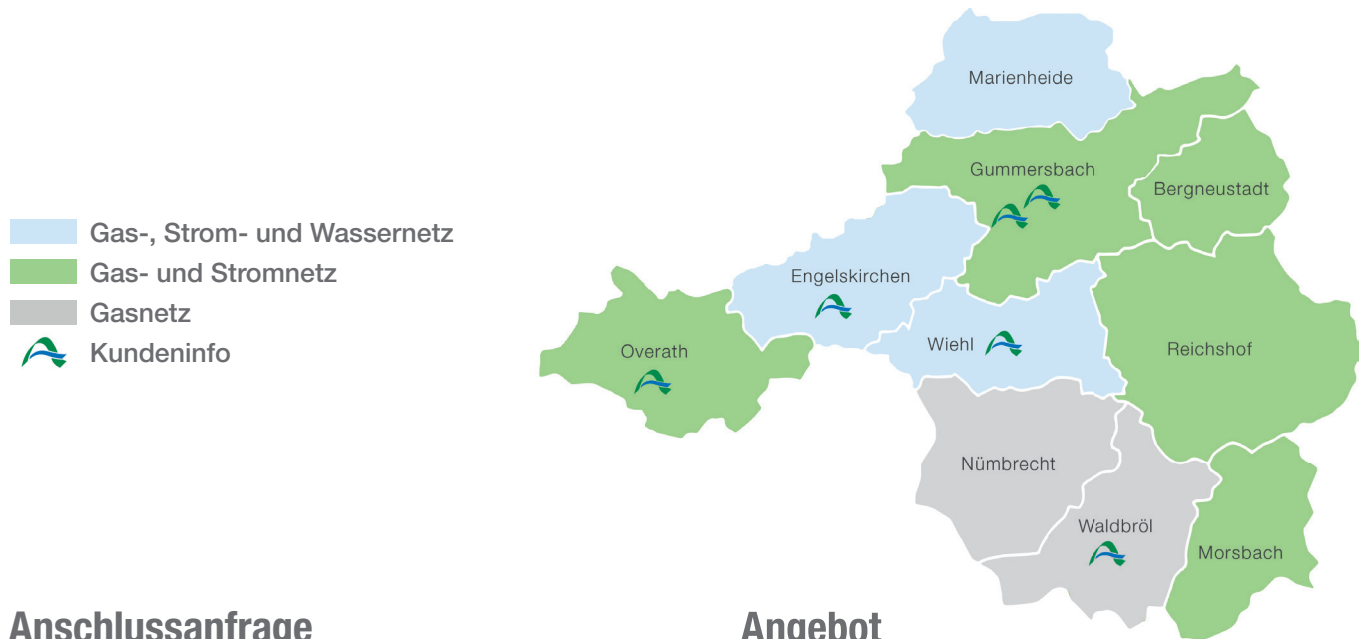 Gas-, Strom- und Wassernetz
Gas- und Stromnetz
Gasnetz
Kundeninfo
Marienheide
Gummersbach
Bergneustadt
Engelskirchen
Wiehl
Overath
Reichshof
Nümbrecht
Waldbröl
Morsbach
Anschlussanfrage
Angebot